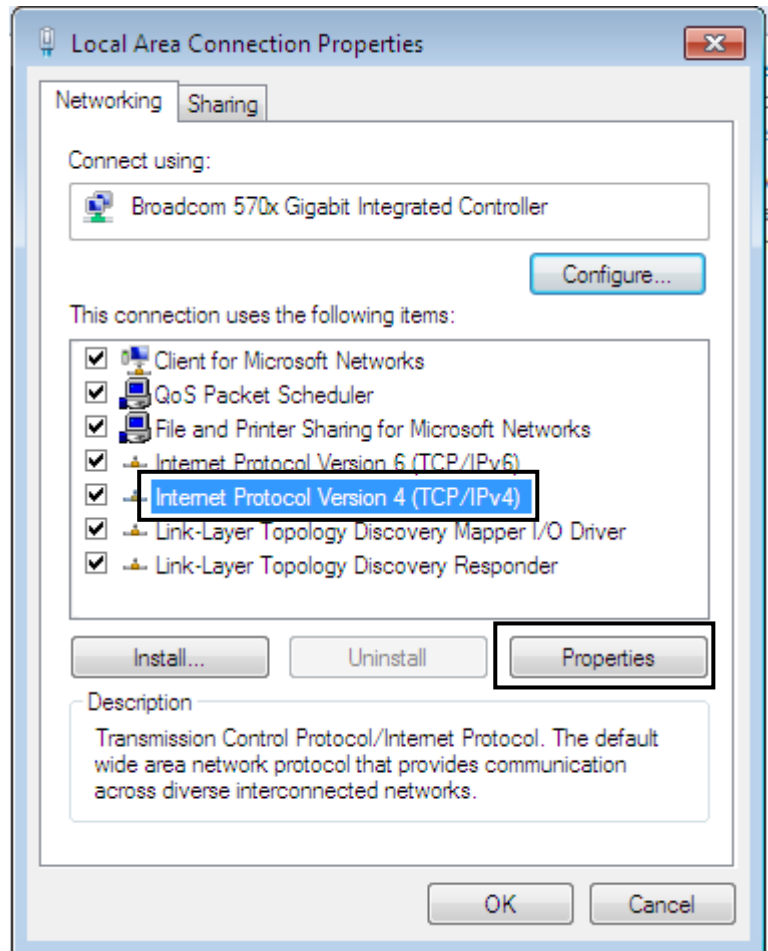 Local Area Connection Properties
Networking
Sharing
Connect using:
Broadcom 570x Gigabit Integrated Controller
Configure...
This connection uses the following items:
Client for Microsoft Networks
QoS Packet Scheduler
File and Printer Sharing for Microsoft Networks
Internet Protocol Version 6 (TCP/IPv6)
Internet Protocol Version 4 (TCP/IPv4)
Link-Layer Topology Discovery Mapper I/O Driver
Link-Layer Topology Discovery Responder
Install...
Uninstall
Properties
Description
Transmission Control Protocol/Internet Protocol. The default
wide area network protocol that provides communication
across diverse interconnected networks.
OK
Cancel